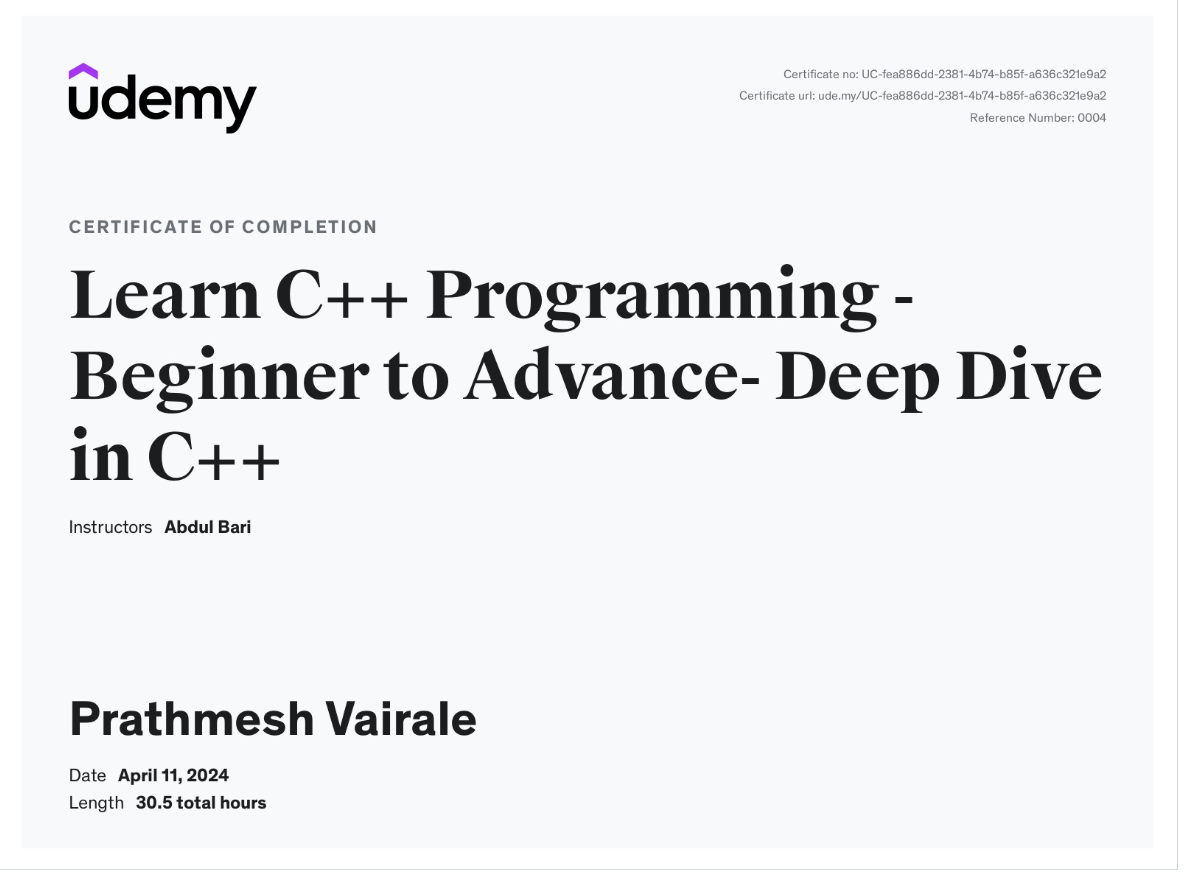 udemy
Certificate no: UC-fea886dd-2381-4b74-b85f-a636c321e9a2
Certificate url: ude.my/UC-fea886dd-2381-4b74-b85f-a636c321e9a2
Reference Number: 0004
CERTIFICATE OF COMPLETION
Learn C++ Programming -
Beginner to Advance- Deep Dive
in C++
Instructors Abdul Bari
Prathmesh Vairale
Date April 11, 2024
Length 30.5 total hours